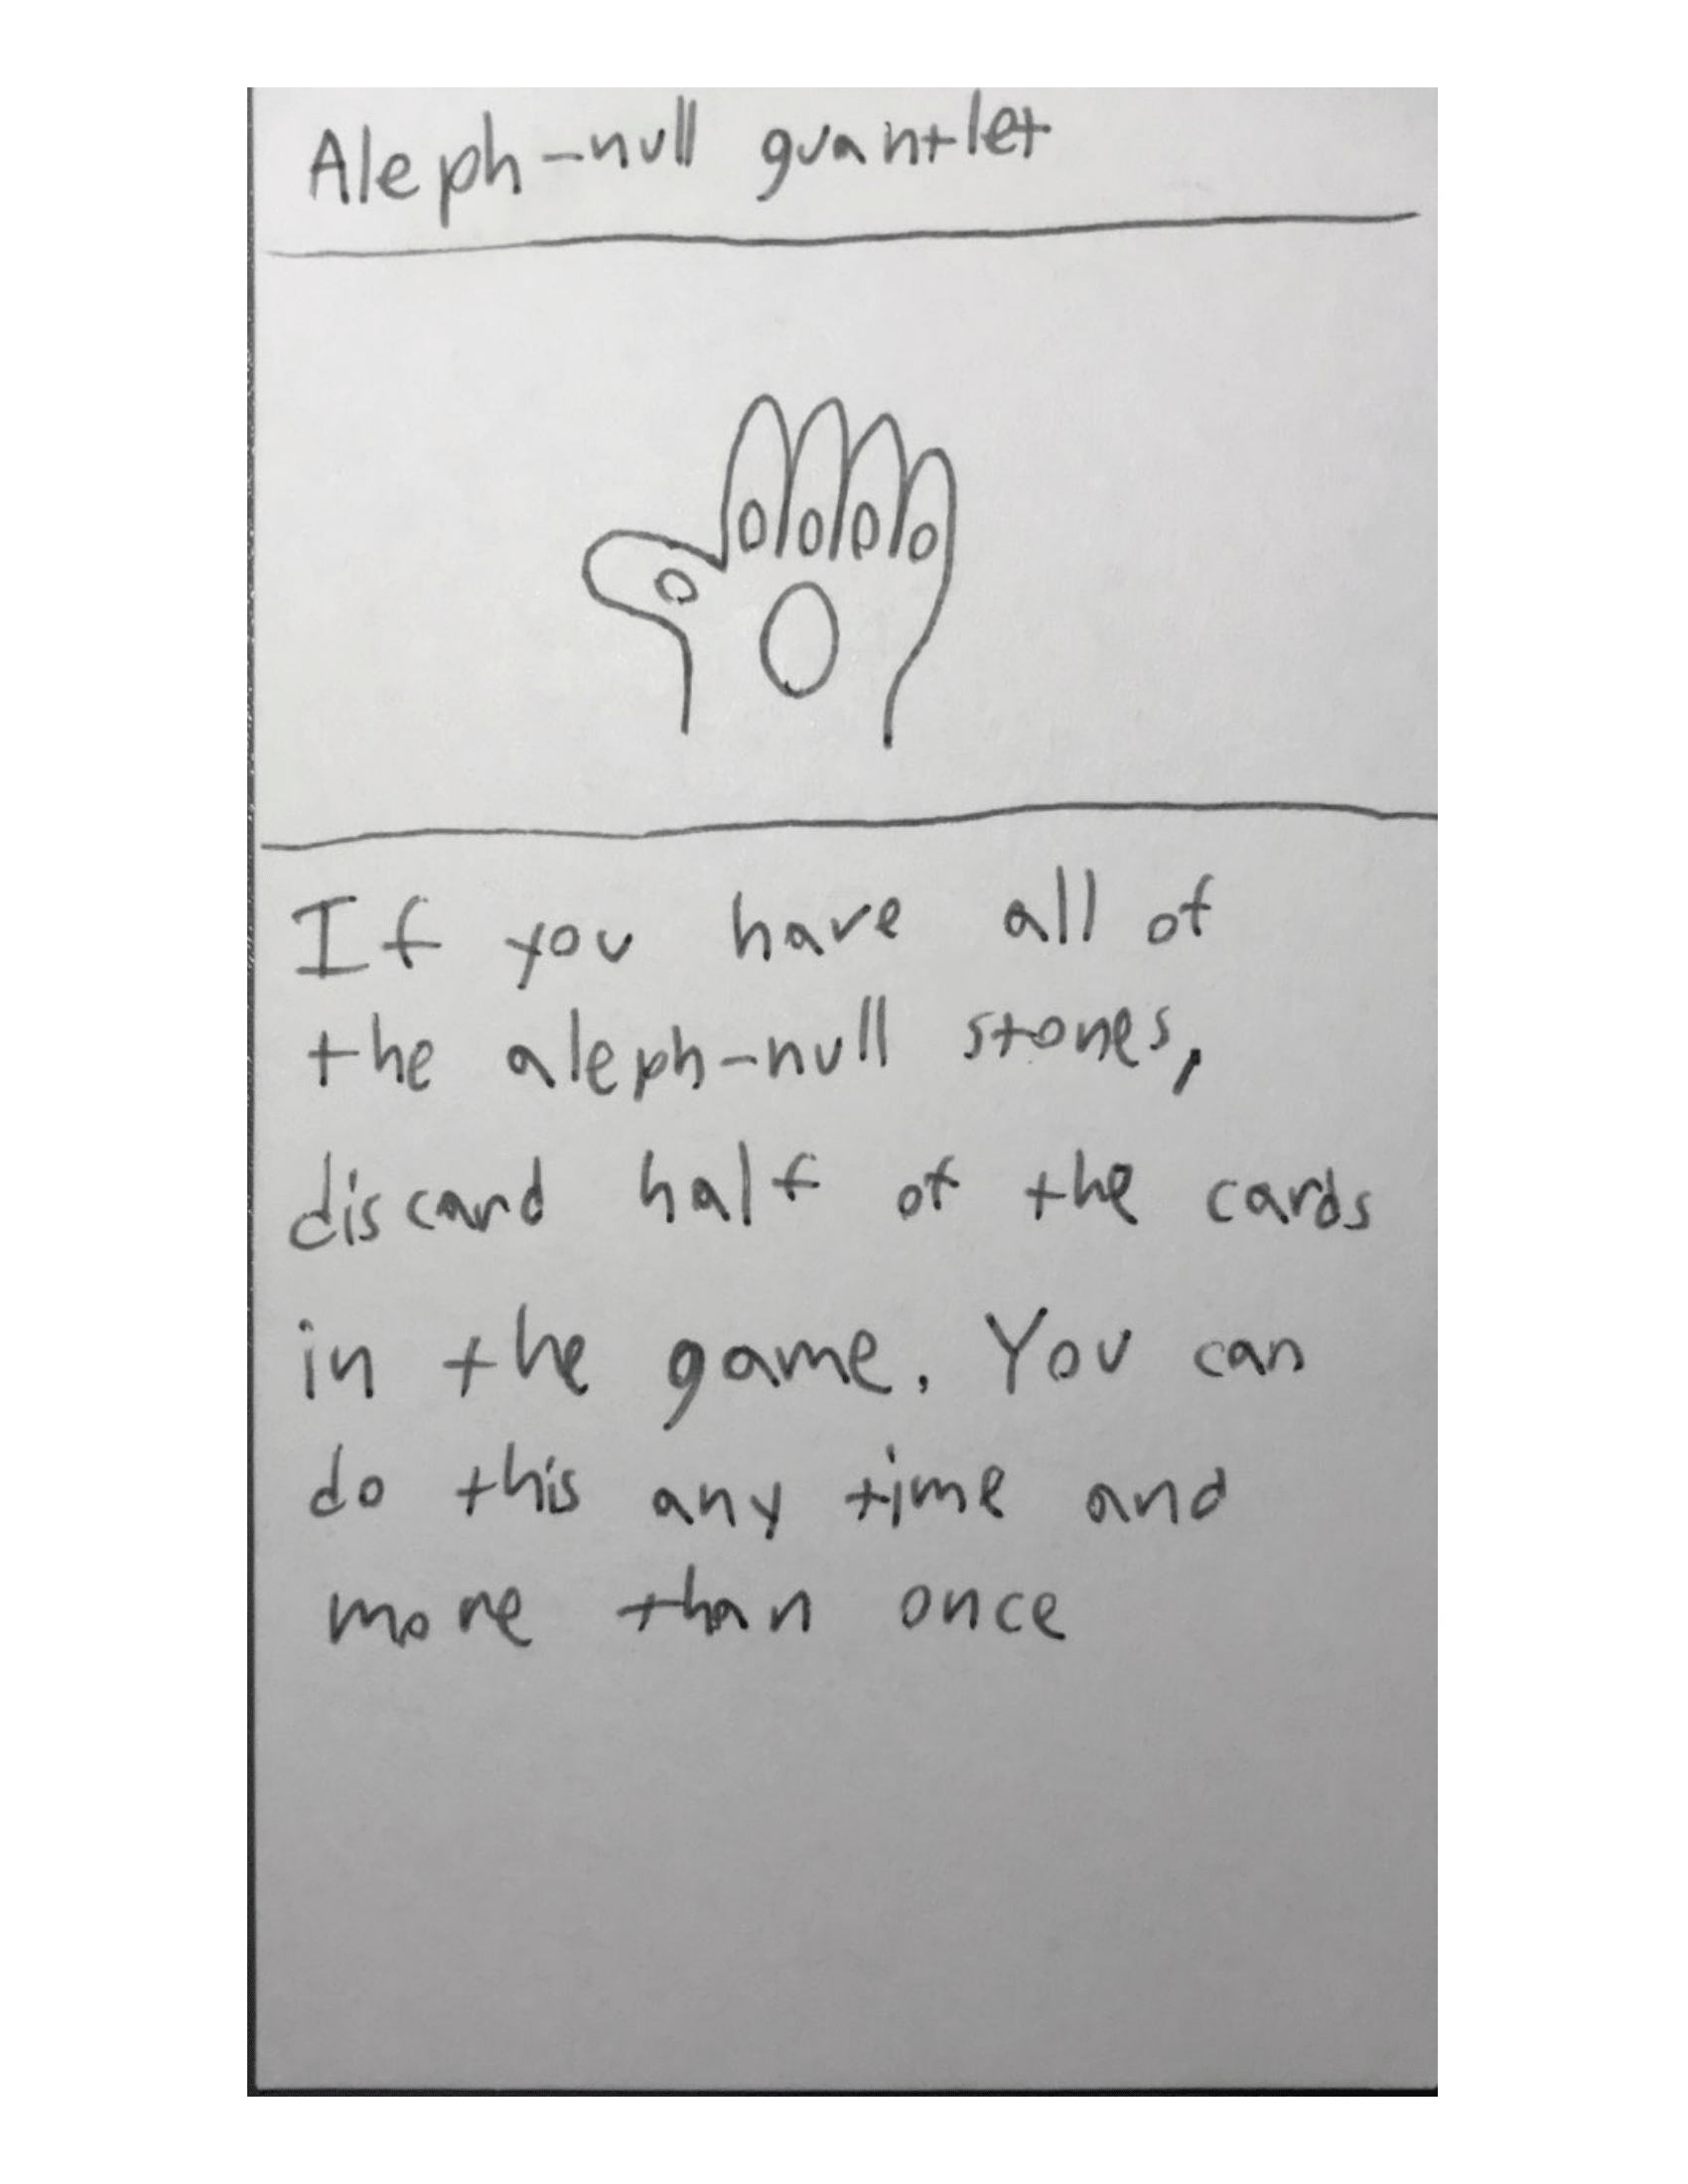 Aleph-null guantlet
If you have all of
the aleph-null stones,
discard half of the cards
in the game. You can
do this any time and
more than once